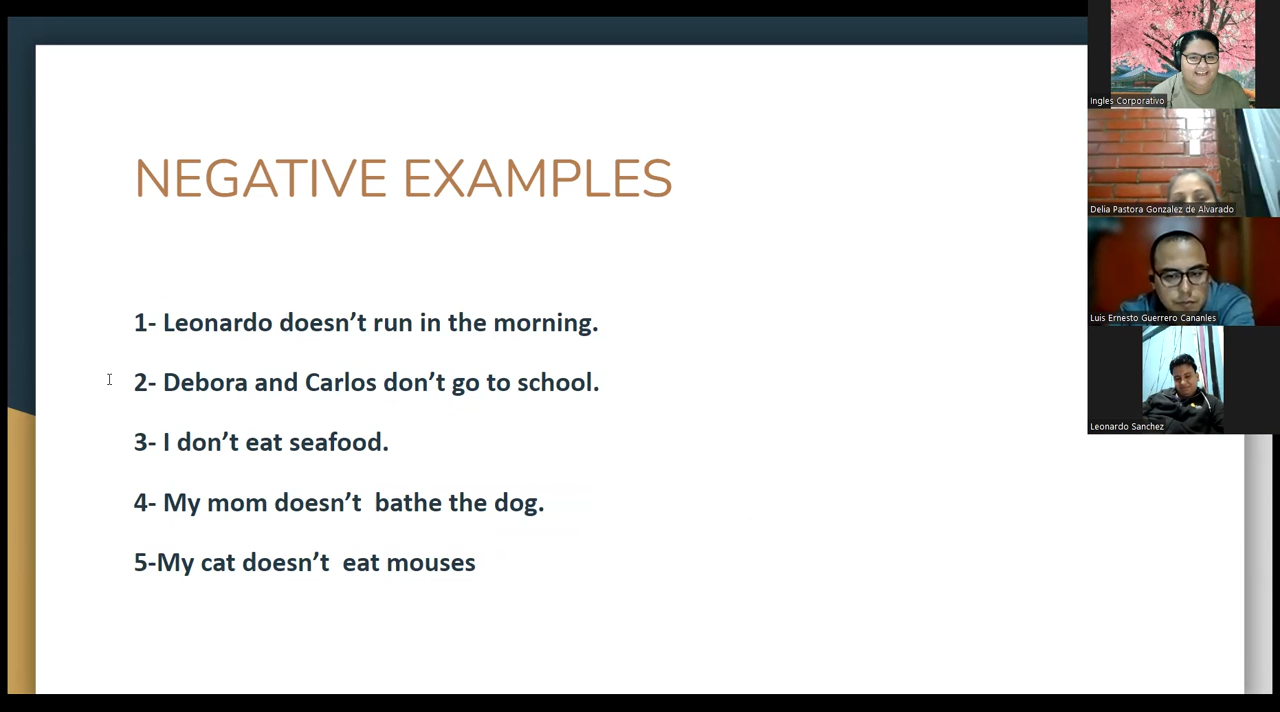 NEGATIVE EXAMPLES
1- Leonardo doesn’t run in the morning.
2- Debora and Carlos don’t go to school.
3- I don’t eat seafood.
4- My mom doesn’t  bathe the dog.
5-My cat doesn’t  eat mouses
Ingles Corporativo
Delia Pastora Gonzalez de Alvarado
Luis Ernesto Guerrero Cananles
Leonardo Sanchez